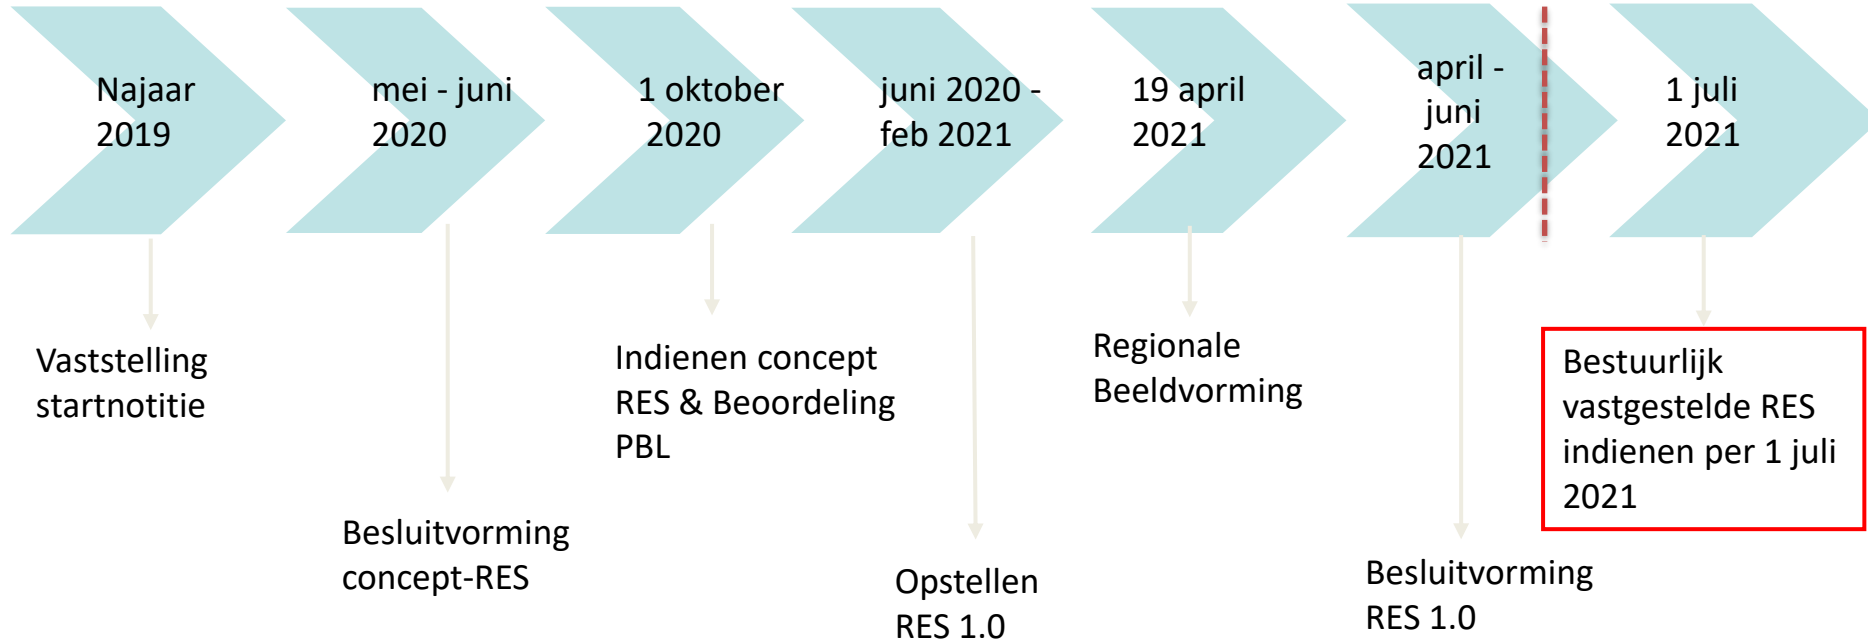 Najaar
2019
mei - juni
2020
1 oktober
2020
juni 2020 -
feb 2021
19 april
2021
april -
juni
2021
1 juli
2021
Vaststelling
startnotitie
Besluitvorming
concept-RES
Indienen concept
RES & Beoordeling
PBL
Opstellen
RES 1.0
Regionale
Beeldvorming
Besluitvorming
RES 1.0
Bestuurlijk
vastgestelde RES
indienen per 1 juli
2021